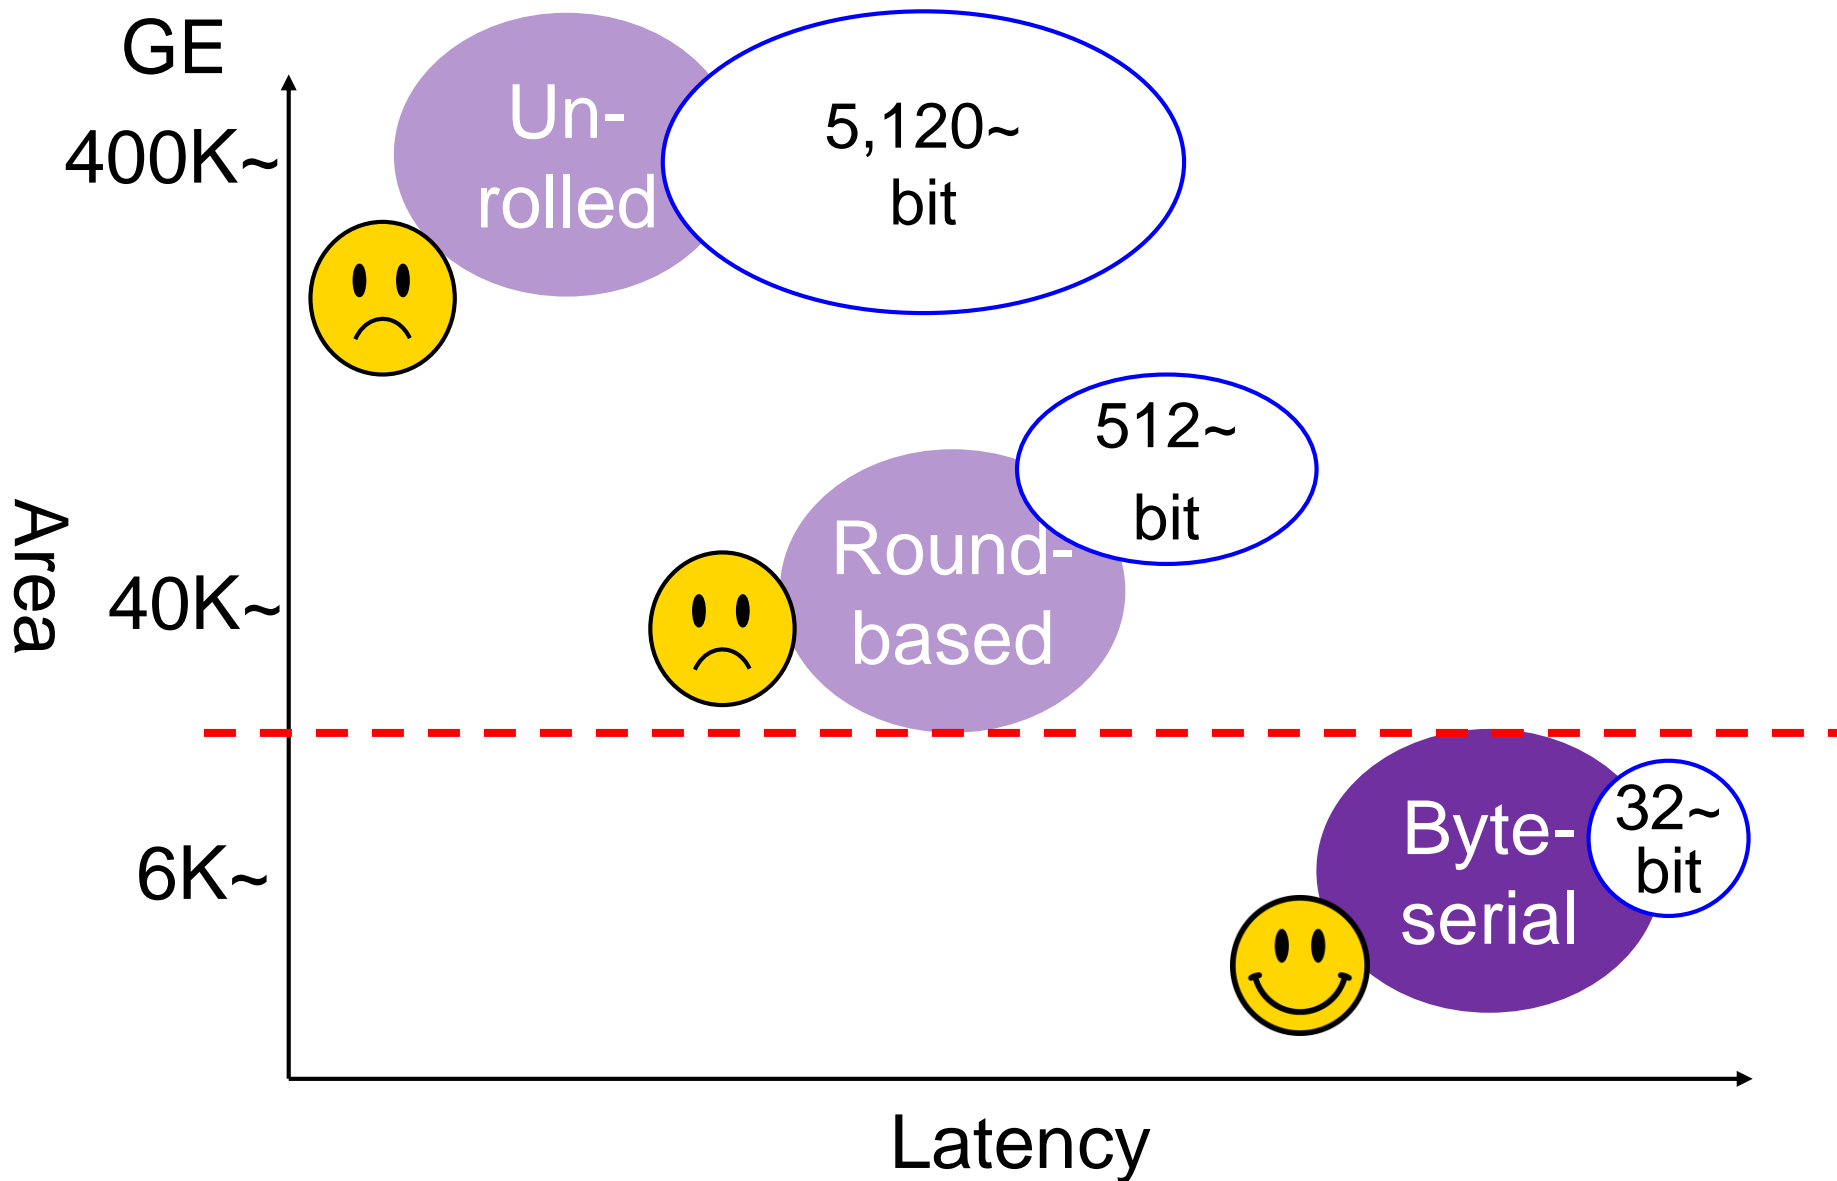 GE
400K~
Un-
rolled
5,120~
bit
512~
bit
Area
40K~
Round-
based
6K~
Byte-
serial
32~
bit
Latency